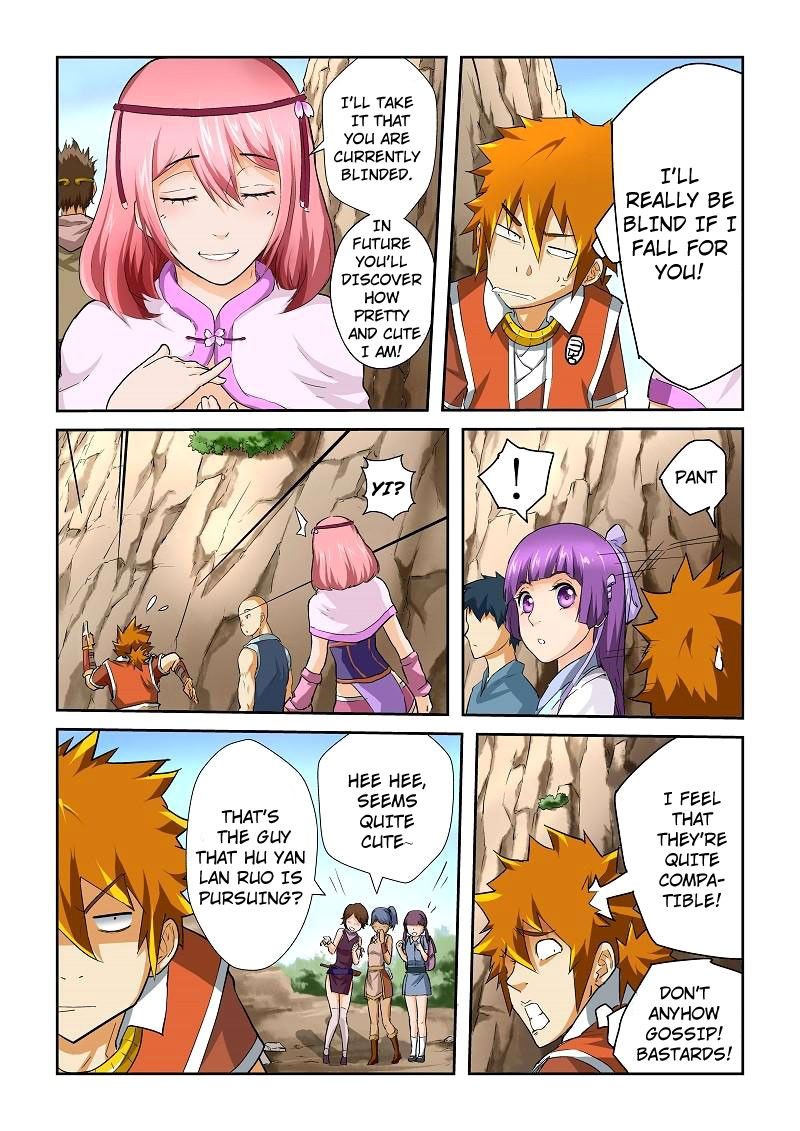 I'LL TAKE
IT THAT
YOU ARE
CURRENTLY
BLINDED.
IN
FUTURE
YOU'LL
DISCOVER
HOW
PRETTY
AND CUTE
I AM!
I'LL
REALLY BE
BLIND IF I
FALL FOR
YOU!
YI?
!
PANT
THAT'S
THE GUY
THAT HU YAN
LAN RUO IS
PURSUING?
HEE HEE,
SEEMS
QUITE
CUTE~
I FEEL
THAT
THEY'RE
QUITE
COMPA-
TIBLE!
DON'T
ANYHOW
GOSSIP!
BASTARDS!